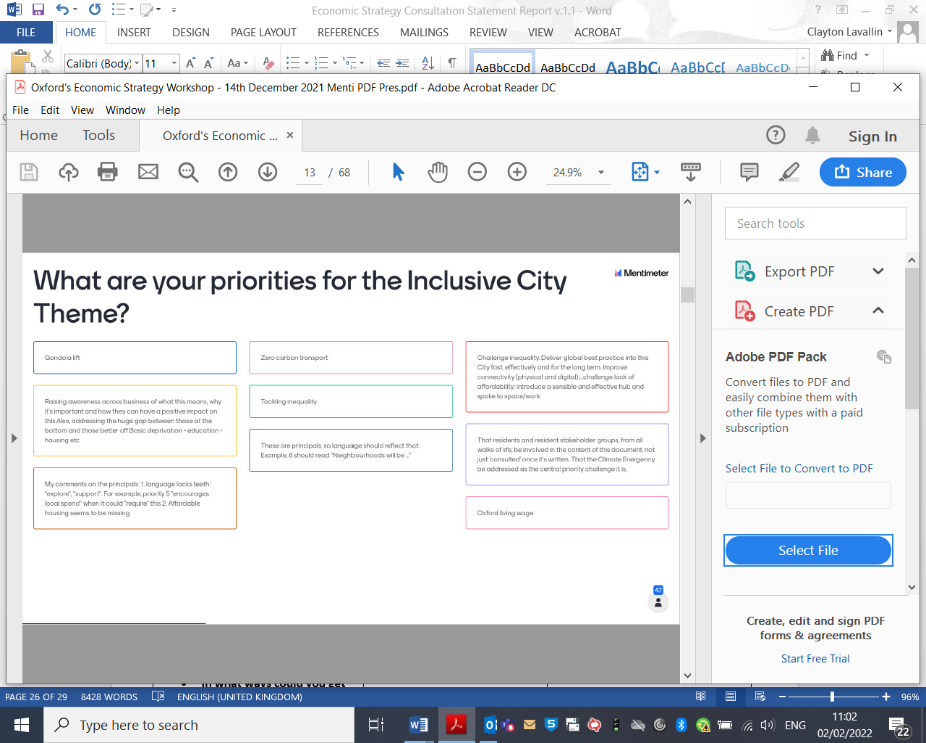 Economic Strategy Consultation Statement Report v.1.1 - Word
FILE HOME INSERT DESIGN PAGE LAYOUT REFERENCES MAILINGS REVIEW VIEW ACROBAT
Clayton Lavallin
Calibri (Body) 11 Aa
AaBbCcDd AaBbCcDd AaBbC AaBbCcE AaBbCcD
Find
Oxford's Economic Strategy Workshop - 14th December 2021 Menti PDF Pres.pdf - Adobe Acrobat Reader DC
File Edit View Window Help
Home Tools Oxford's Economic ... × Sign In
13 / 68 24.9% Share
What are your priorities for the Inclusive City
Theme?
Mentimeter
Gondola lift
Raising awareness across business of what this means, why
it's important and how they can have a positive impact on
this.Also, addressing the huge gap between those at the
bottom and those better off.Basic deprivation - education -
housing etc
My comments on the principals: 1. language lacks teeth:
"explore", "support". For example, priority 5 "encourages
local spend" when it could "require" this 2. Affordable
housing seems to be missing
Zero carbon transport
Tackling inequality
These are principals, so language should reflect that.
Example, 8 should read "Neighbourhoods will be ..."
Challenge inequality. Deliver global best practice into this
City fast, effectively and for the long term. Improve
connectivity (physical and digital)...challenge lack of
affordability; introduce a sensible and effective hub and
spoke to space/work
That residents and resident stakeholder groups, from all
walks of life, be involved in the content of this document, not
just 'consulted' once it's written. That the Climate Emergency
be addressed as the central priority challenge it is.
Oxford living wage
47
Search tools
Export PDF
Create PDF
Adobe PDF Pack
Convert files to PDF and
easily combine them with
other file types with a paid
subscription
Select File to Convert to PDF
Select File
Create, edit and sign PDF
forms & agreements
Start Free Trial
PAGE 26 OF 29 8428 WORDS ENGLISH (UNITED KINGDOM) 96%
Type here to search
ENG
11:02
02/02/2022
22